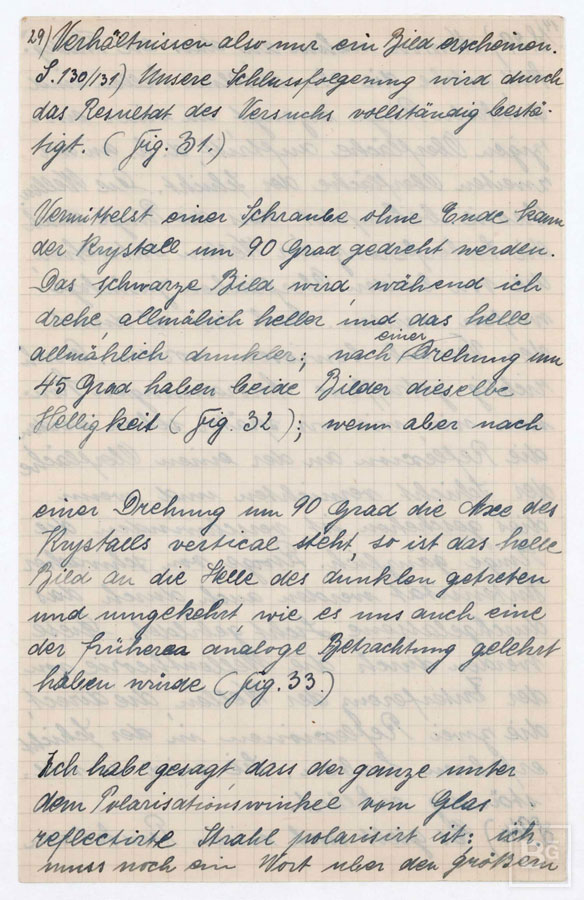 29) Verhältnissen also nur ein Bild erscheinen.
S. 130/131) Unsere Schlussfolgerung wird durch
das Resultat des Versuchs vollständig bestä-
tigt. (Fig. 31.)
Vermittelst einer Schraube ohne Ende kann
der Krystall um 90 Grad gedreht werden.
Das schwarze Bild wird, während ich
drehe, allmälich heller und das helle
allmählich dunkler; nach einer Drehung um
45 Grad haben beide Bilder dieselbe
Helligkeit (Fig. 32); wenn aber nach
einer Drehung um 90 Grad die Axe des
Krystalls vertical steht, so ist das helle
Bild an die Stelle des dunklen getreten
und umgekehrt, wie es uns auch eine
der früheren analoge Betrachtung gelehrt
haben würde (Fig. 33.)
Ich habe gesagt, dass der ganze unter
dem Polarisationswinkel vom Glas
reflectirte Strahl polarisirt ist; ich
muss noch ein Wort über den größern